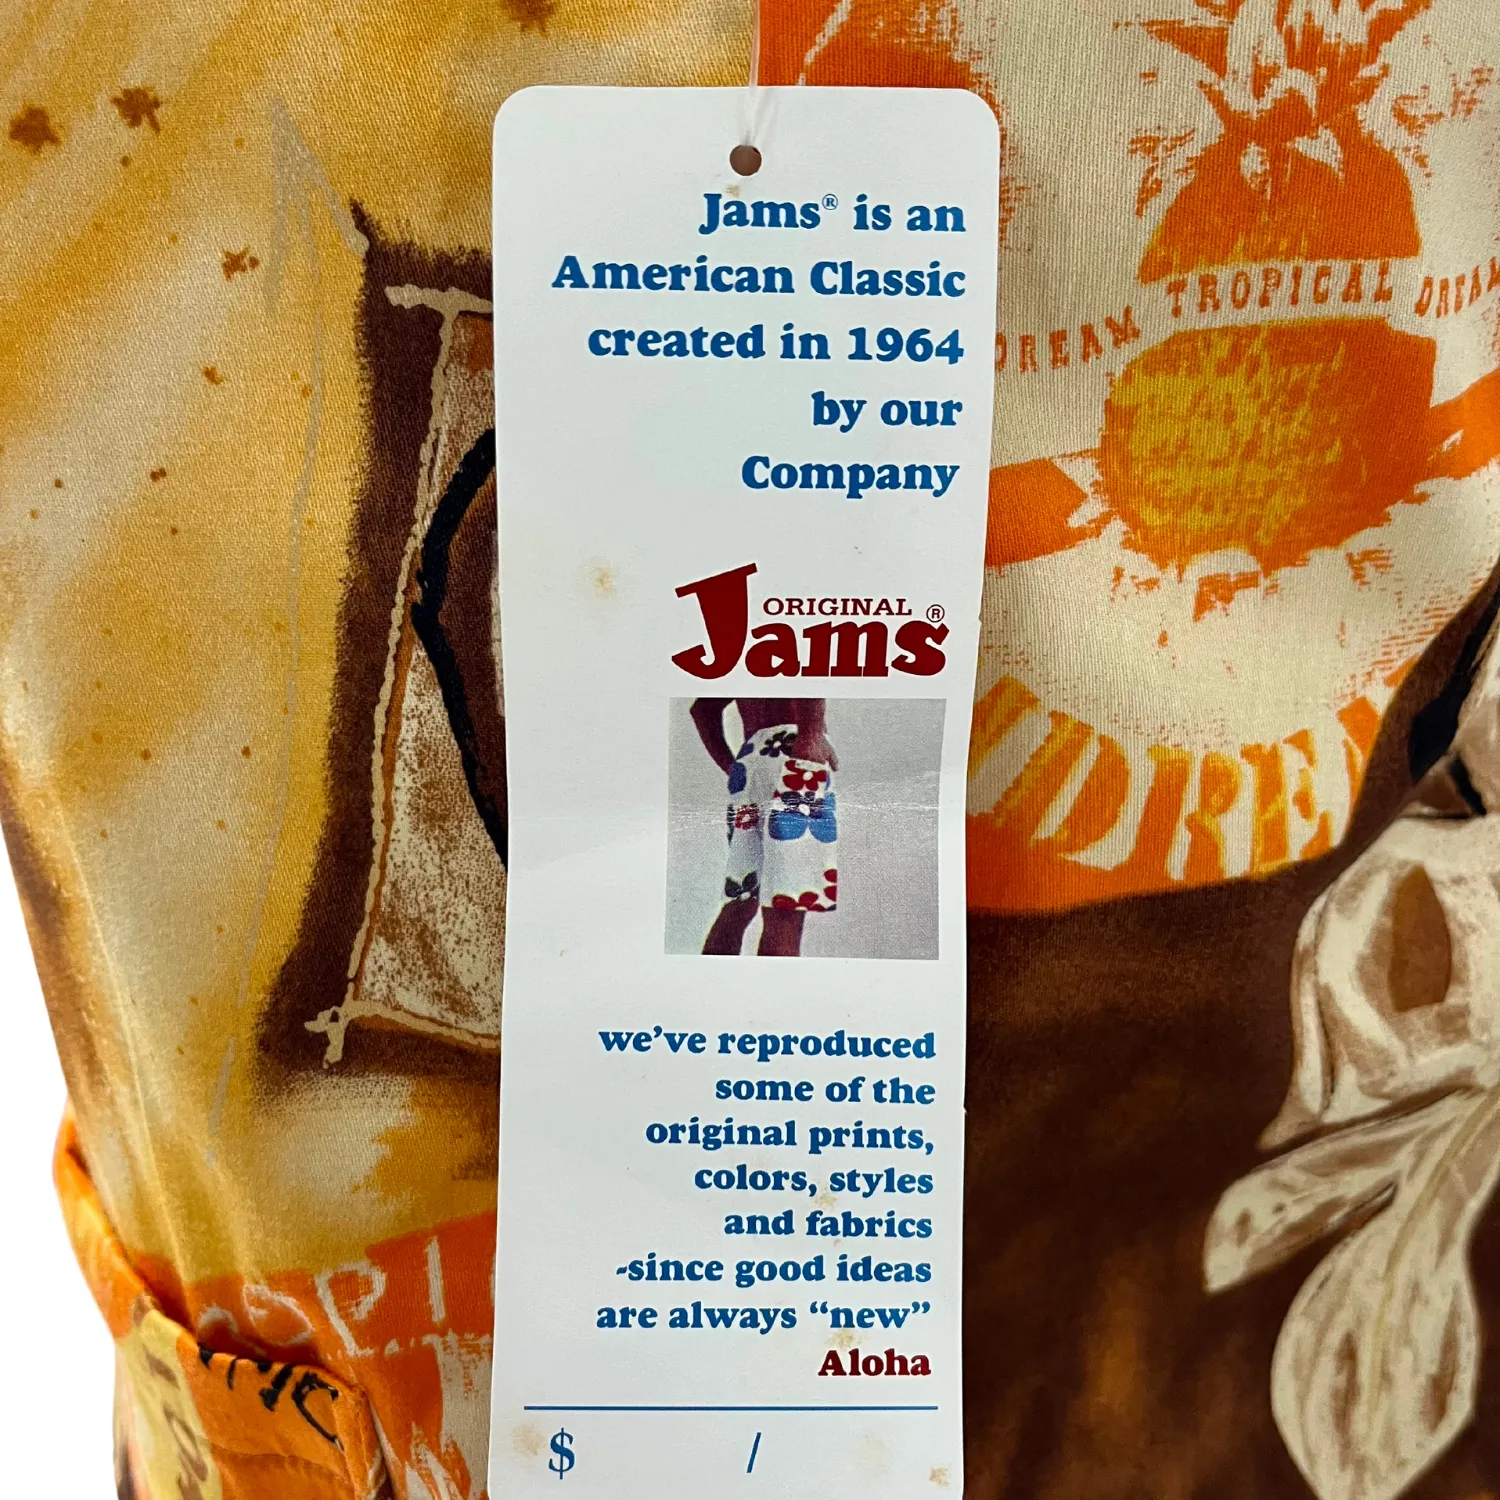 Jams® is an
American Classic
created in 1964
by our
Company
ORIGINAL ®
Jams
we've reproduced
some of the
original prints,
colors, styles
and fabrics
-since good ideas
are always “new”
Aloha
$ /
DREAM TROPICAL DREAM